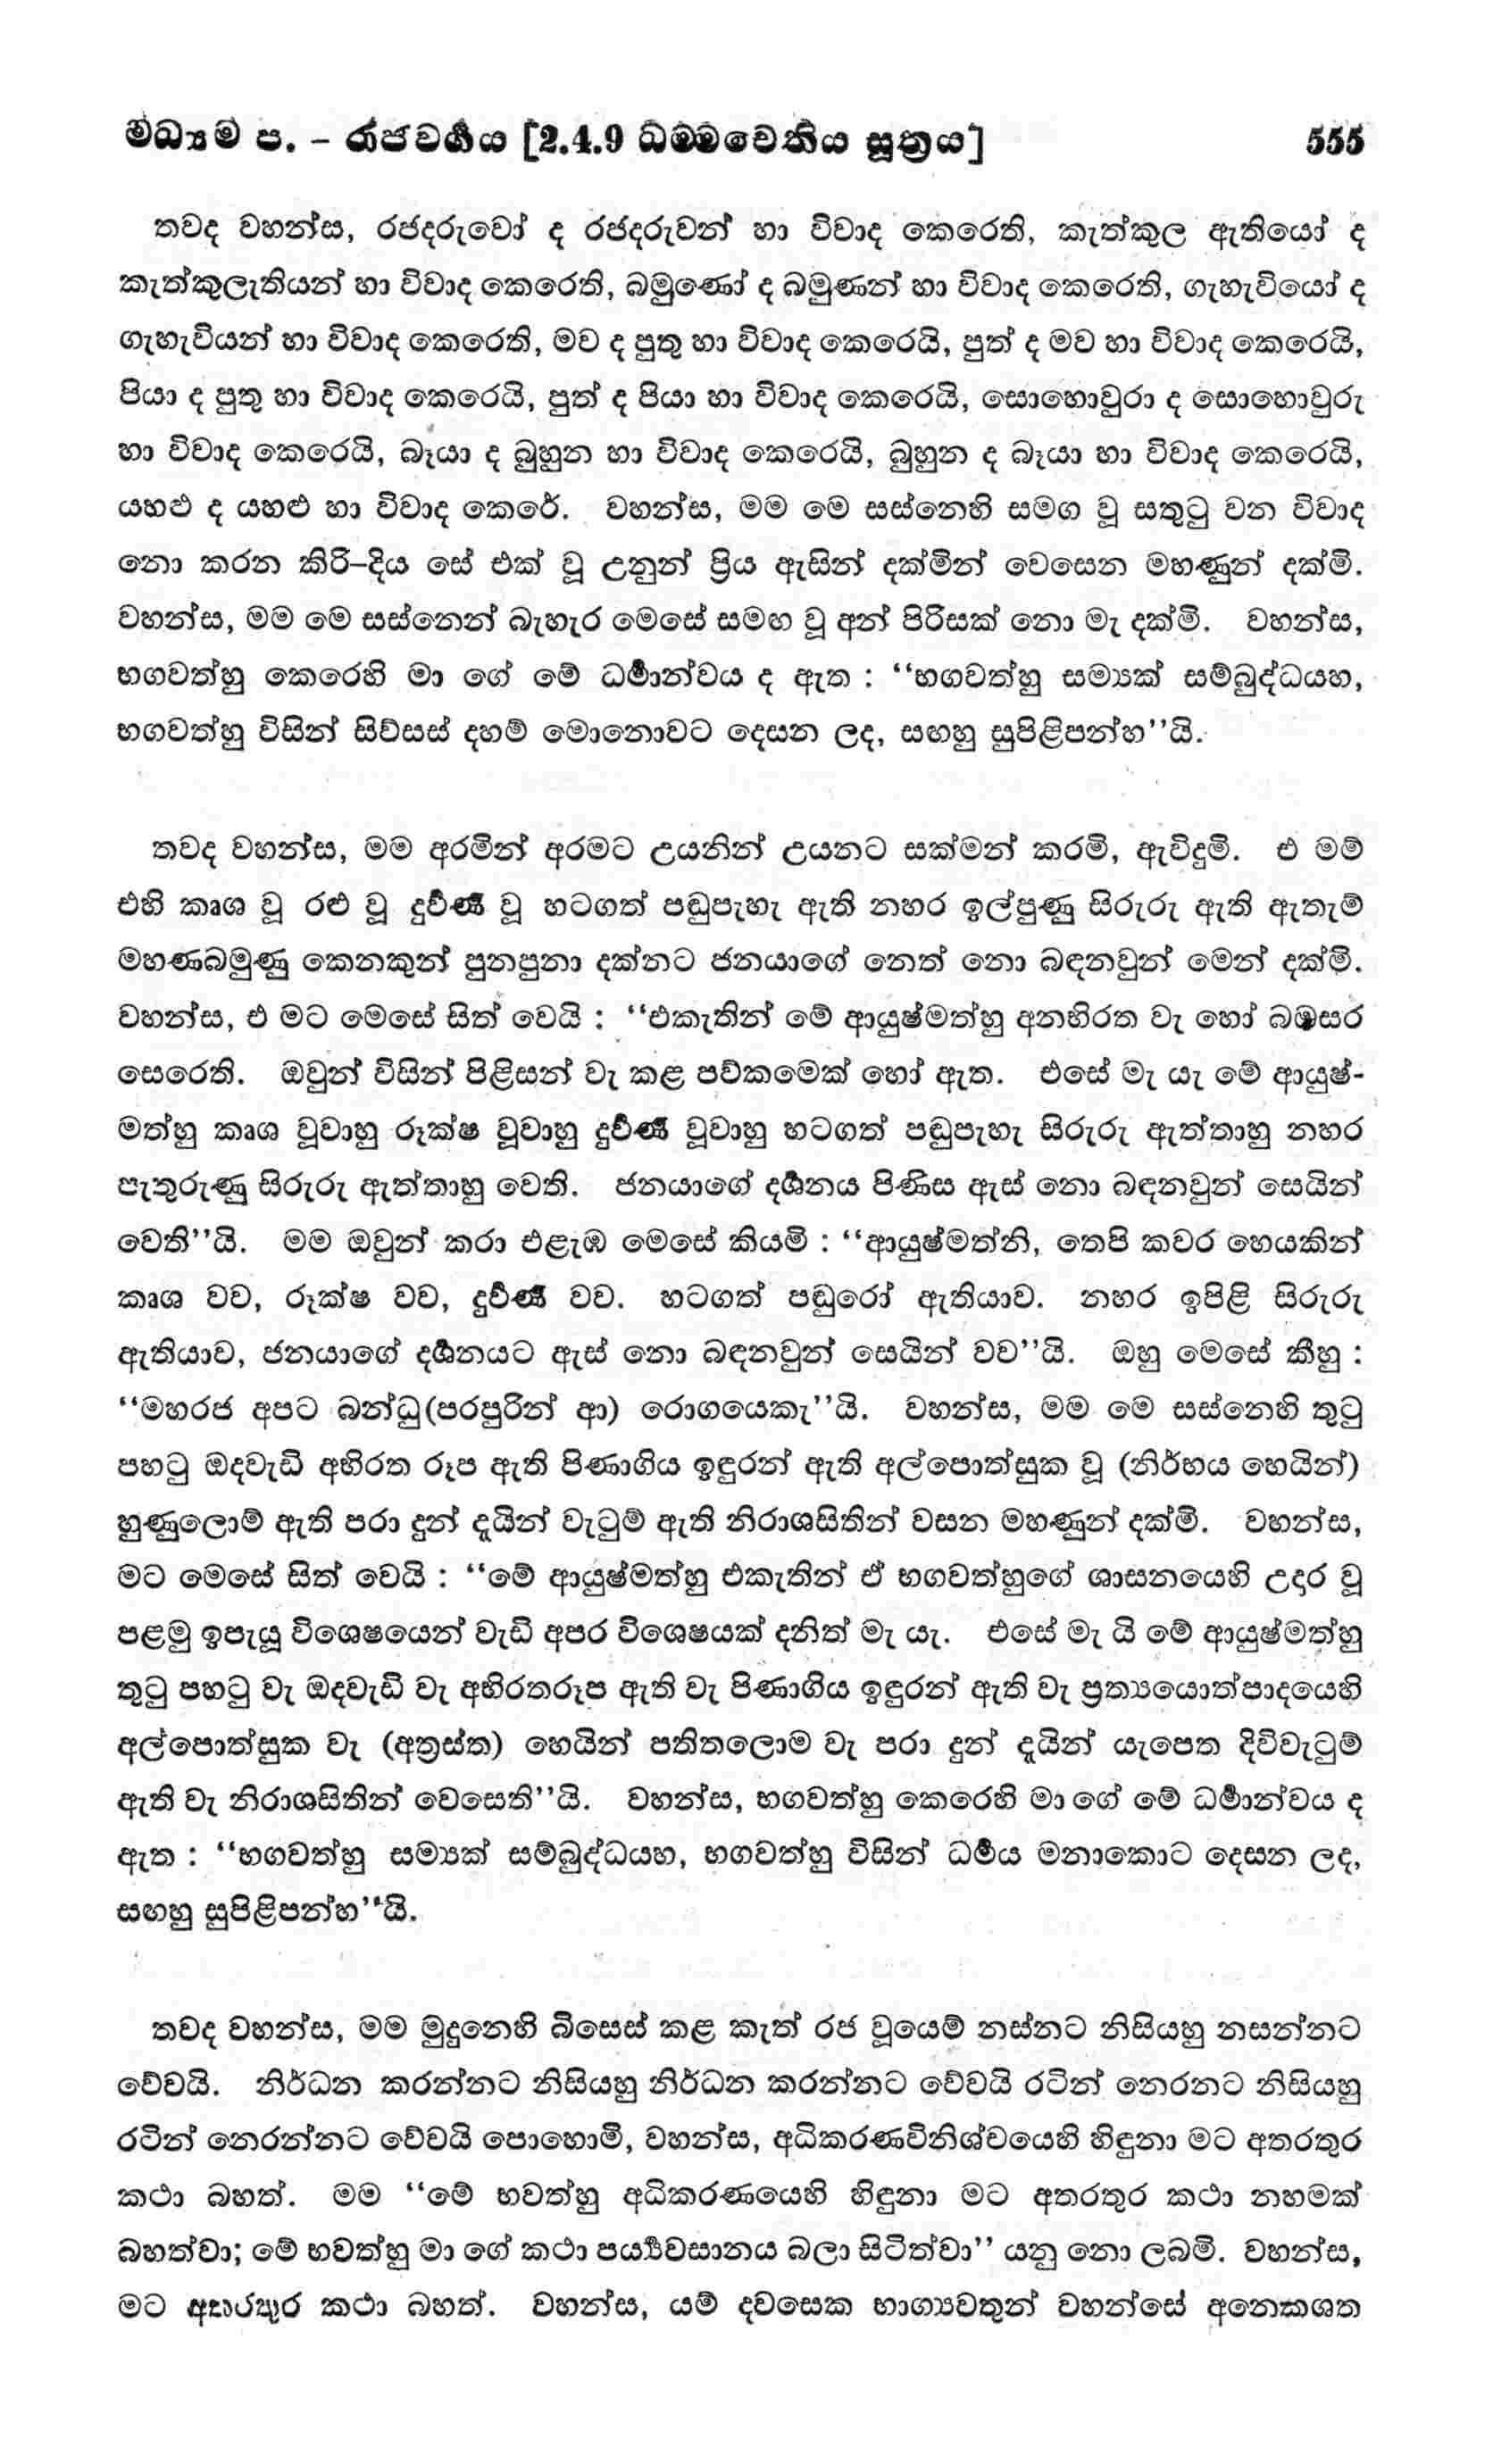 මධ්‍යම ප. – රාජවර්‍ගය [2.4.9 ධම්මචෙතිය සූත්‍රය] 555
තවද වහන්ස, රජදරුවෝ ද රජදරුවන් හා විවාද කෙරෙති, කැත්කුල ඇතියෝ ද
කැත්කුලැතියන් හා විවාද කෙරෙති, බමුණෝ ද බමුණන් හා විවාද කෙරෙති, ගැහැවියෝ ද
ගැහැවියන් හා විවාද කෙරෙති, මව ද පුතු හා විවාද කෙරෙයි, පුත් ද මව හා විවාද කෙරෙයි,
පියා ද පුතු හා විවාද කෙරෙයි, පුත් ද පියා හා විවාද කෙරෙයි, සොහොවුරා ද සොහොවුරු
හා විවාද කෙරෙයි, බෑයා ද බුහුන හා විවාද කෙරෙයි, බුහුන ද බෑයා හා විවාද කෙරෙයි,
යහළු ද යහළු හා විවාද කෙරේ. වහන්ස, මම මෙ සස්නෙහි සමග වූ සතුටු වන විවාද
නො කරන කිරි–දිය සේ එක් වූ උනුන් ප්‍රිය ඇසින් දක්මින් වෙසෙන මහණුන් දක්මි.
වහන්ස, මම මෙ සස්නෙන් බැහැර මෙසේ සමඟ වූ අන් පිරිසක් නො මැ දක්මි. වහන්ස,
භගවත්හු කෙරෙහි මා ගේ මේ ධර්‍මාන්වය ද ඇත : “භගවත්හු සම්‍යක් සම්බුද්ධයහ,
භගවත්හු විසින් සිව්සස් දහම් මොනොවට දෙසන ලද, සඟහු සුපිළිපන්හ”යි.
තවද වහන්ස, මම අරමින් අරමට උයනින් උයනට සක්මන් කරමි, ඇවිදුමි. එ මම්
එහි කෘශ වූ රළු වූ දුර්‍වර්‍ණ වූ හටගත් පඬුපැහැ ඇති නහර ඉල්පුණු සිරුරු ඇති ඇතැම්
මහණබමුණු කෙනකුන් පුනපුනා දක්නට ජනයාගේ නෙත් නො බඳනවුන් මෙන් දක්මි.
වහන්ස, එ මට මෙසේ සිත් වෙයි : “එකැතින් මේ ආයුෂ්මත්හු අනභිරත වැ හෝ බඹසර
සෙරෙති. ඔවුන් විසින් පිළිසන් වැ කළ පව්කමෙක් හෝ ඇත. එසේ මැ යැ මේ ආයුෂ්-
මත්හු කෘශ වූවාහු රූක්ෂ වූවාහු දුර්‍වර්‍ණ වූවාහු හටගත් පඬුපැහැ සිරුරු ඇත්තාහු නහර
පැතුරුණු සිරුරු ඇත්තාහු වෙති. ජනයාගේ දර්‍ශනය පිණිස ඇස් නො බඳනවුන් සෙයින්
වෙති”යි. මම ඔවුන් කරා එළැඹ මෙසේ කියමි : “ආයුෂ්මත්නි, තෙපි කවර හෙයකින්
කෘශ වව, රූක්ෂ වව, දුර්‍වර්‍ණ වව. හටගත් පඬුරෝ ඇතියාව. නහර ඉපිළි සිරුරු
ඇතියාව, ජනයාගේ දර්‍ශනයට ඇස් නො බඳනවුන් සෙයින් වව”යි. ඔහු මෙසේ කීහු :
“මහරජ අපට බන්ධු(පරපුරින් ආ) රොගයෙකැ”යි. වහන්ස, මම මෙ සස්නෙහි තුටු
පහටු ඔදවැඩි අභිරත රූප ඇති පිණාගිය ඉඳුරන් ඇති අල්පොත්සුක වූ (නිර්භය හෙයින්)
හුණුලොම් ඇති පරා දුන් දැයින් වැටුම් ඇති නිරාශසිතින් වසන මහණුන් දක්මි. වහන්ස,
මට මෙසේ සිත් වෙයි : “මේ ආයුෂ්මත්හු එකැතින් ඒ භගවත්හුගේ ශාසනයෙහි උදාර වූ
පළමු ඉපැයූ විශෙෂයෙන් වැඩි අපර විශෙෂයක් දනිත් මැ යැ. එසේ මැ යි මේ ආයුෂ්මත්හු
තුටු පහටු වැ ඔදවැඩි වැ අභිරතරූප ඇති වැ පිණාගිය ඉඳුරන් ඇති වැ ප්‍රත්‍යයොත්පාදයෙහි
අල්පොත්සුක වැ (අත්‍රස්ත) හෙයින් පතිතලොම වැ පරා දුන් දැයින් යැපෙත දිවිවැටුම්
ඇති වැ නිරාශසිතින් වෙසෙති”යි. වහන්ස, භගවත්හු කෙරෙහි මා ගේ මේ ධර්‍මාන්වය ද
ඇත : “භගවත්හු සම්‍යක් සම්බුද්ධයහ, භගවත්හු විසින් ධර්‍මය මනාකොට දෙසන ලද,
සඟහු සුපිළිපන්හ”යි.
තවද වහන්ස, මම මුදුනෙහි බිසෙස් කළ කැත් රජ වූයෙම් නස්නට නිසියහු නසන්නට
වේවයි. නිර්ධන කරන්නට නිසියහු නිර්ධන කරන්නට වේවයි රටින් නෙරනට නිසියහු
රටින් නෙරන්නට වේවයි පොහොමි, වහන්ස, අධිකරණවිනිශ්චයෙහි හිඳුනා මට අතරතුර
කථා බහත්. මම “මේ භවත්හු අධිකරණයෙහි හිඳුනා මට අතරතුර කථා නහමක්
බහත්වා; මේ භවත්හු මා ගේ කථා පර්‍ය්‍යවසානය බලා සිටිත්වා” යනු නො ලබමි. වහන්ස,
මට අතරතුර කථා බහත්. වහන්ස, යම් දවසෙක භාග්‍යවතුන් වහන්සේ අනෙකශත